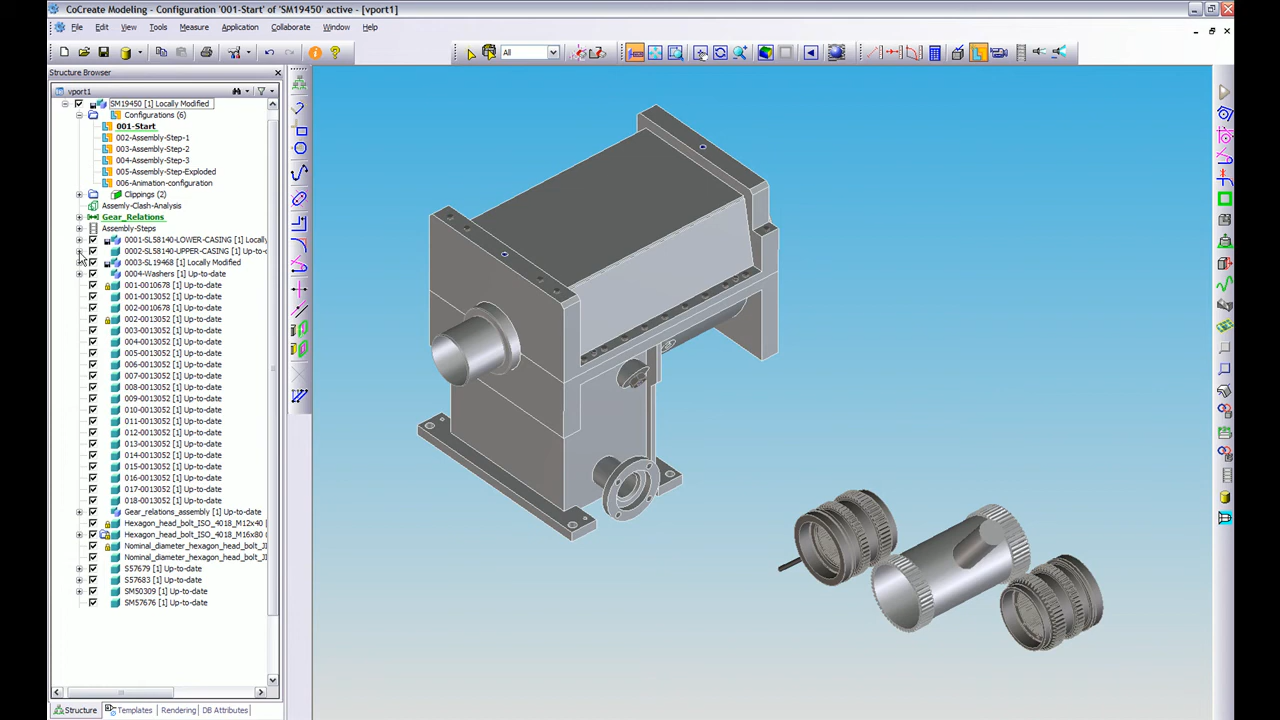 CoCreate Modeling - Configuration '001-Start' of 'SM19450' active - [vport1]
File Edit View Tools Measure Application Collaborate Window Help
All
Structure Browser
vport1
SM19450 [1] Locally Modified
Configurations (6)
001-Start
002-Assembly-Step-1
003-Assembly-Step-2
004-Assembly-Step-3
005-Assembly-Step-Exploded
006-Animation-configuration
Clippings (2)
Assemly-Clash-Analysis
Gear_Relations
Assembly-Steps
0001-SL58140-LOWER-CASING [1] Locally
0002-SL58140-UPPER-CASING [1] Up-to-d
0003-SL19468 [1] Locally Modified
0004-Washers [1] Up-to-date
001-0010678 [1] Up-to-date
001-0013052 [1] Up-to-date
002-0010678 [1] Up-to-date
002-0013052 [1] Up-to-date
003-0013052 [1] Up-to-date
004-0013052 [1] Up-to-date
005-0013052 [1] Up-to-date
006-0013052 [1] Up-to-date
007-0013052 [1] Up-to-date
008-0013052 [1] Up-to-date
009-0013052 [1] Up-to-date
010-0013052 [1] Up-to-date
011-0013052 [1] Up-to-date
012-0013052 [1] Up-to-date
013-0013052 [1] Up-to-date
014-0013052 [1] Up-to-date
015-0013052 [1] Up-to-date
016-0013052 [1] Up-to-date
017-0013052 [1] Up-to-date
018-0013052 [1] Up-to-date
Gear_relations_assembly [1] Up-to-date
Hexagon_head_bolt_ISO_4018_M12x40 (
Hexagon_head_bolt_ISO_4018_M16x80 (
Nominal_diameter_hexagon_head_bolt_JI
Nominal_diameter_hexagon_head_bolt_JI
S57679 [1] Up-to-date
S57683 [1] Up-to-date
SM50309 [1] Up-to-date
SM57676 [1] Up-to-date
Structure Templates Rendering DB Attributes